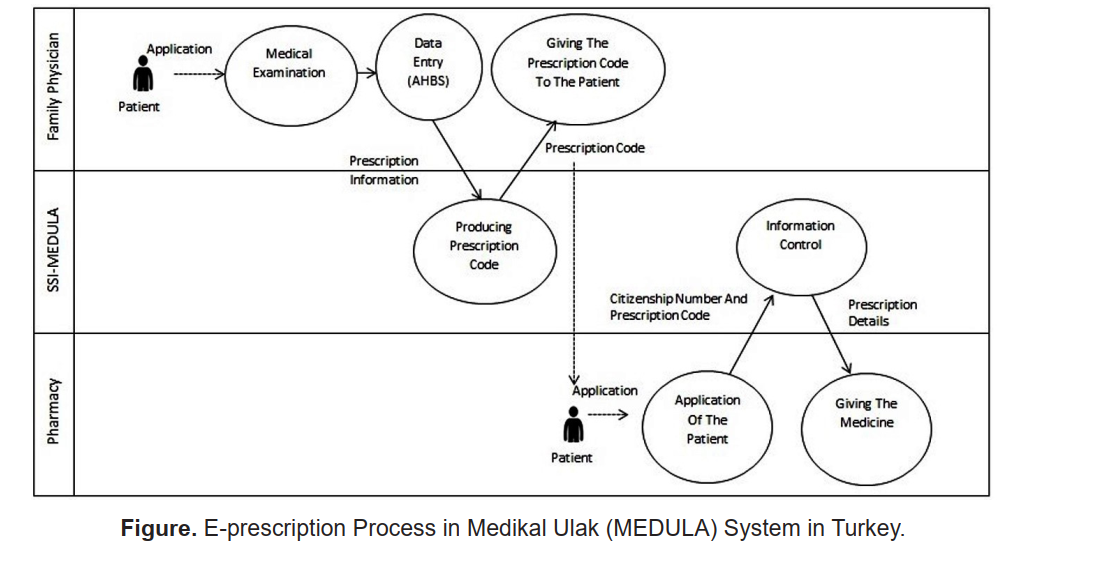 Family Physician
Application
Patient
Medical
Examination
Data
Entry
(AHBS)
Giving The
Prescription Code
To The Patient
Prescription
Information
Prescription Code
SSI-MEDULA
Producing
Prescription
Code
Information
Control
Citizenship Number And
Prescription Code
Prescription
Details
Pharmacy
Application
Patient
Application
Of The
Patient
Giving The
Medicine
Figure. E-prescription Process in Medikal Ulak (MEDULA) System in Turkey.